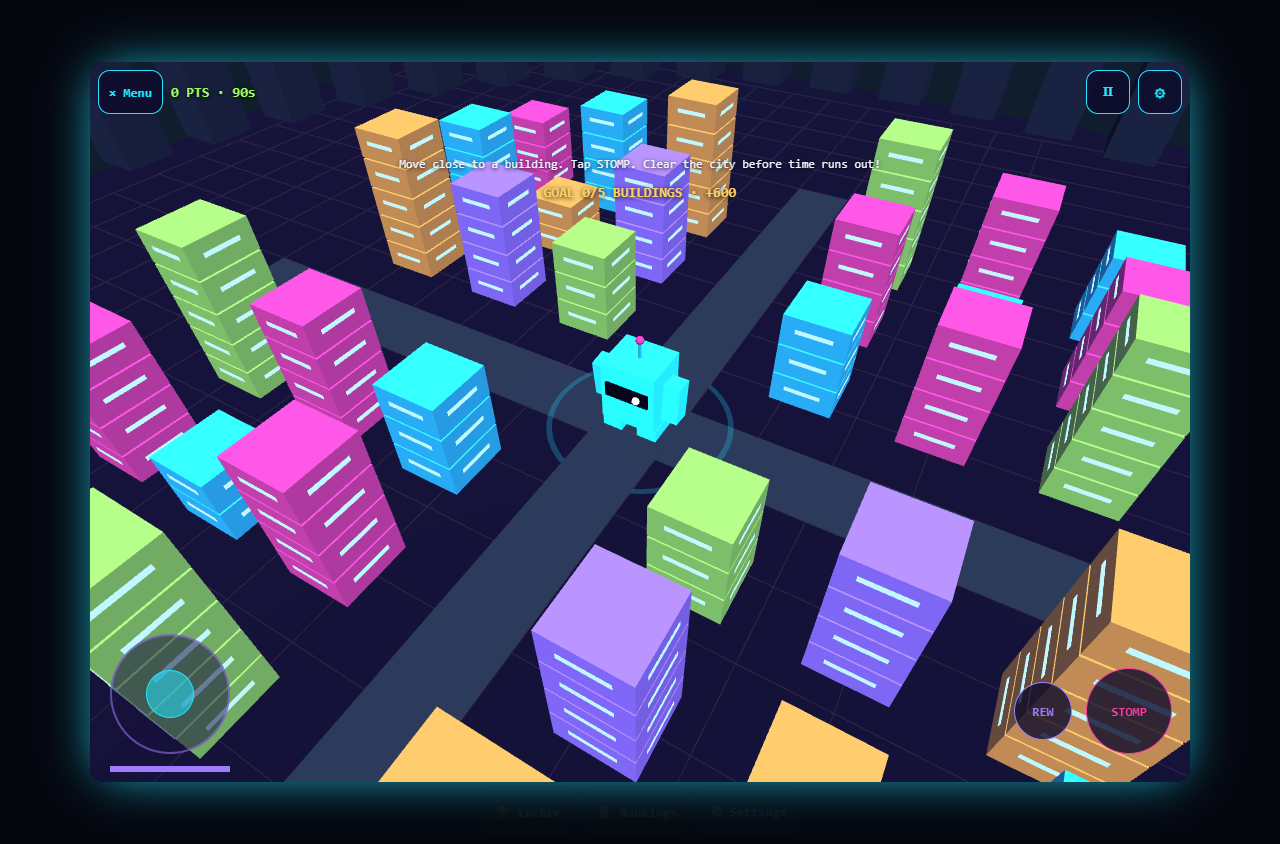 × Menu
0 PTS · 90s
Move close to a building. Tap STOMP. Clear the city before time runs out!
GOAL 0/5 BUILDINGS · +600
REW
STOMP
Locker
Rankings
Settings